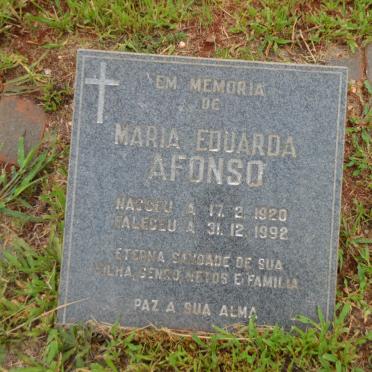 EM MEMORIA
DE
MARIA EDUARDA
AFONSO
NASCEU A 17. 2. 1920
FALECEU A 31. 12. 1992
ETERNA SAUDADE DE SUA
FILHA, GENRO, NETOS E FAMILIA
PAZ A SUA ALMA